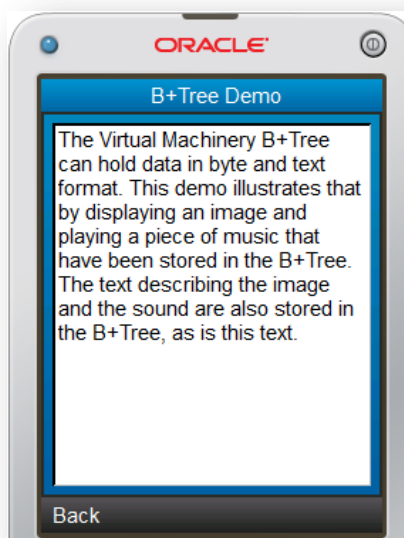 ORACLE
B+Tree Demo
The Virtual Machinery B+Tree
can hold data in byte and text
format. This demo illustrates that
by displaying an image and
playing a piece of music that
have been stored in the B+Tree.
The text describing the image
and the sound are also stored in
the B+Tree, as is this text.
Back